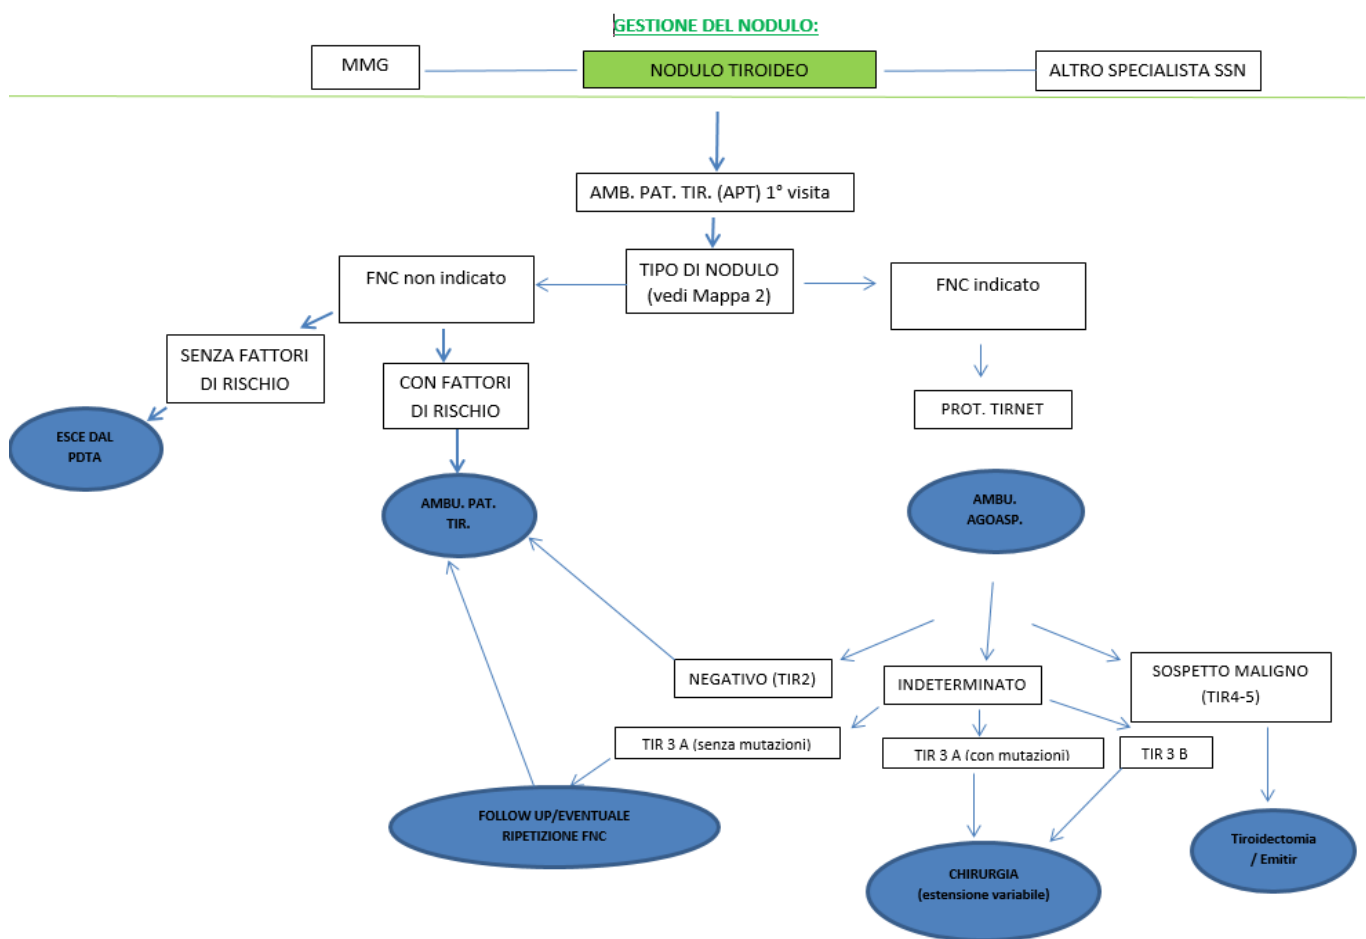 GESTIONE DEL NODULO:
MMG
NODULO TIROIDEO
ALTRO SPECIALISTA SSN
AMB. PAT. TIR. (APT) 1° visita
TIPO DI NODULO
(vedi Mappa 2)
FNC non indicato
FNC indicato
SENZA FATTORI
DI RISCHIO
CON FATTORI
DI RISCHIO
PROT. TIRNET
ESCE DAL
PDTA
AMBU. PAT.
TIR.
AMBU.
AGOASP.
NEGATIVO (TIR2)
INDETERMINATO
SOSPETTO MALIGNO
(TIR4-5)
TIR 3 A (senza mutazioni)
TIR 3 A (con mutazioni)
TIR 3 B
FOLLOW UP/EVENTUALE
RIPETIZIONE FNC
CHIRURGIA
(estensione variabile)
Tiroidectomia
/ Emitir